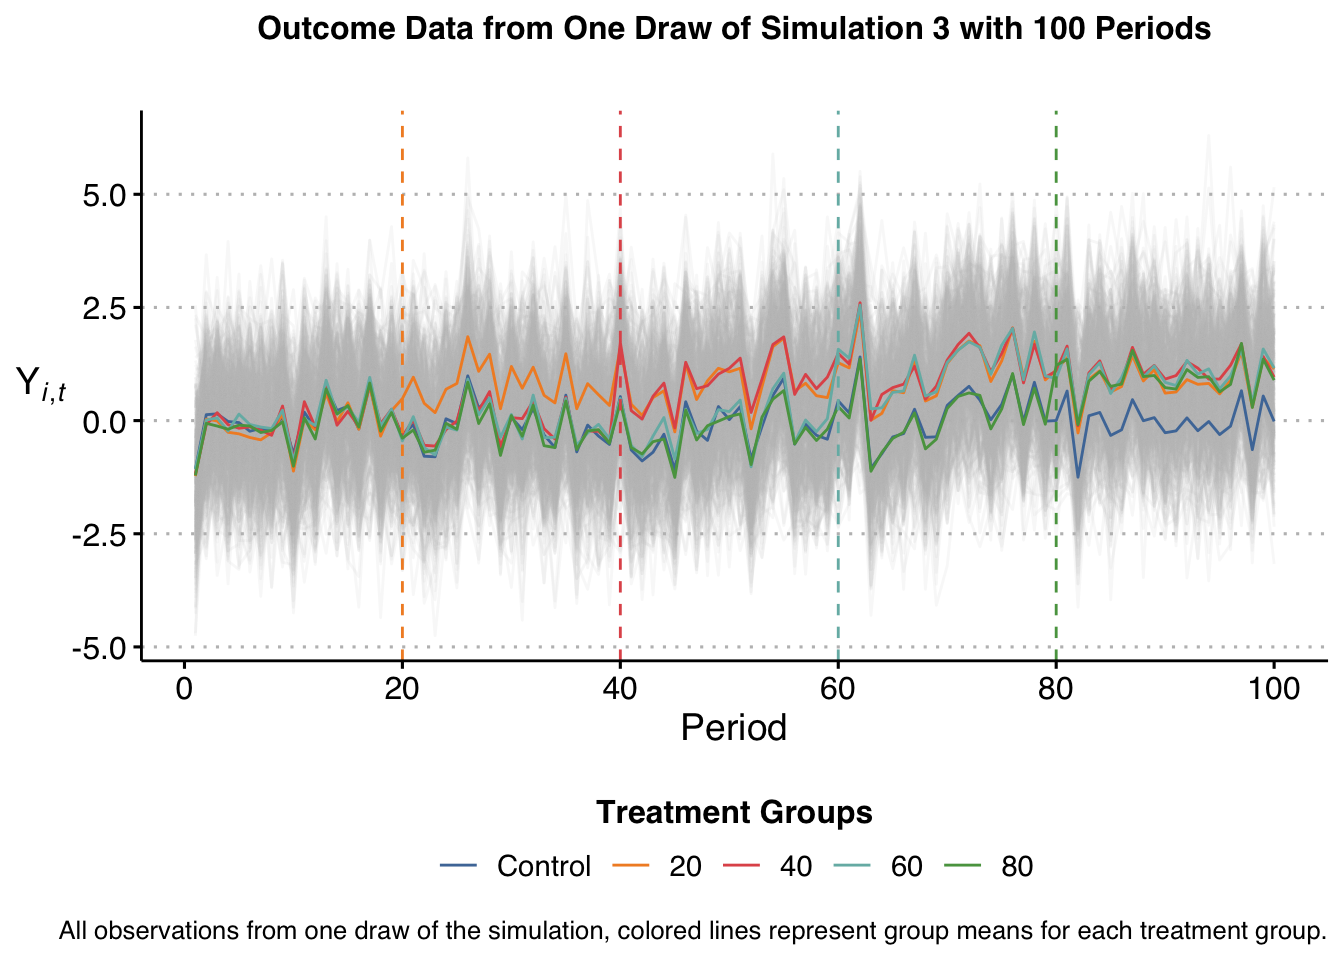 Outcome Data from One Draw of Simulation 3 with 100 Periods
Y i,t
5.0
2.5
0.0
-2.5
-5.0
0 20 40 60 80 100
Period
Treatment Groups
Control 20 40 60 80
All observations from one draw of the simulation, colored lines represent group means for each treatment group.